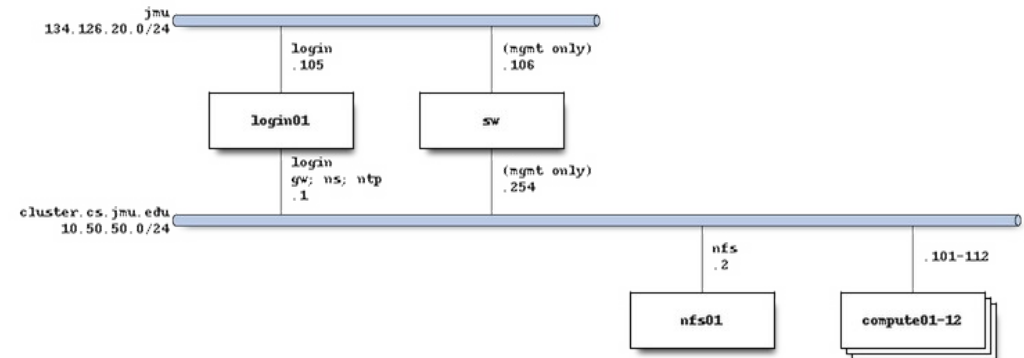 jmu
134.126.20.0/24
login
.105
(mgmt only)
.106
login01
sw
login
gw; ns; ntp
.1
(mgmt only)
.254
cluster.cs.jmu.edu
10.50.50.0/24
nfs
.2
.101-112
nfs01
compute01-12